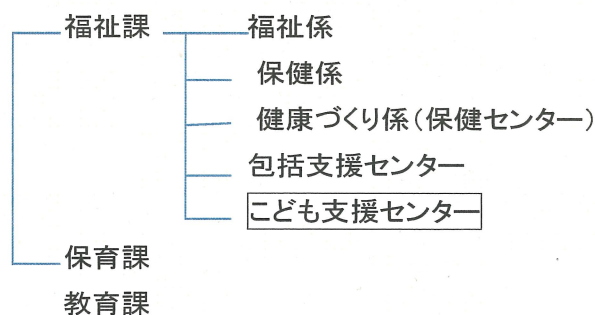 福祉課 福祉係
保健係
健康づくり係（保健センター）
包括支援センター
こども支援センター
保育課
教育課